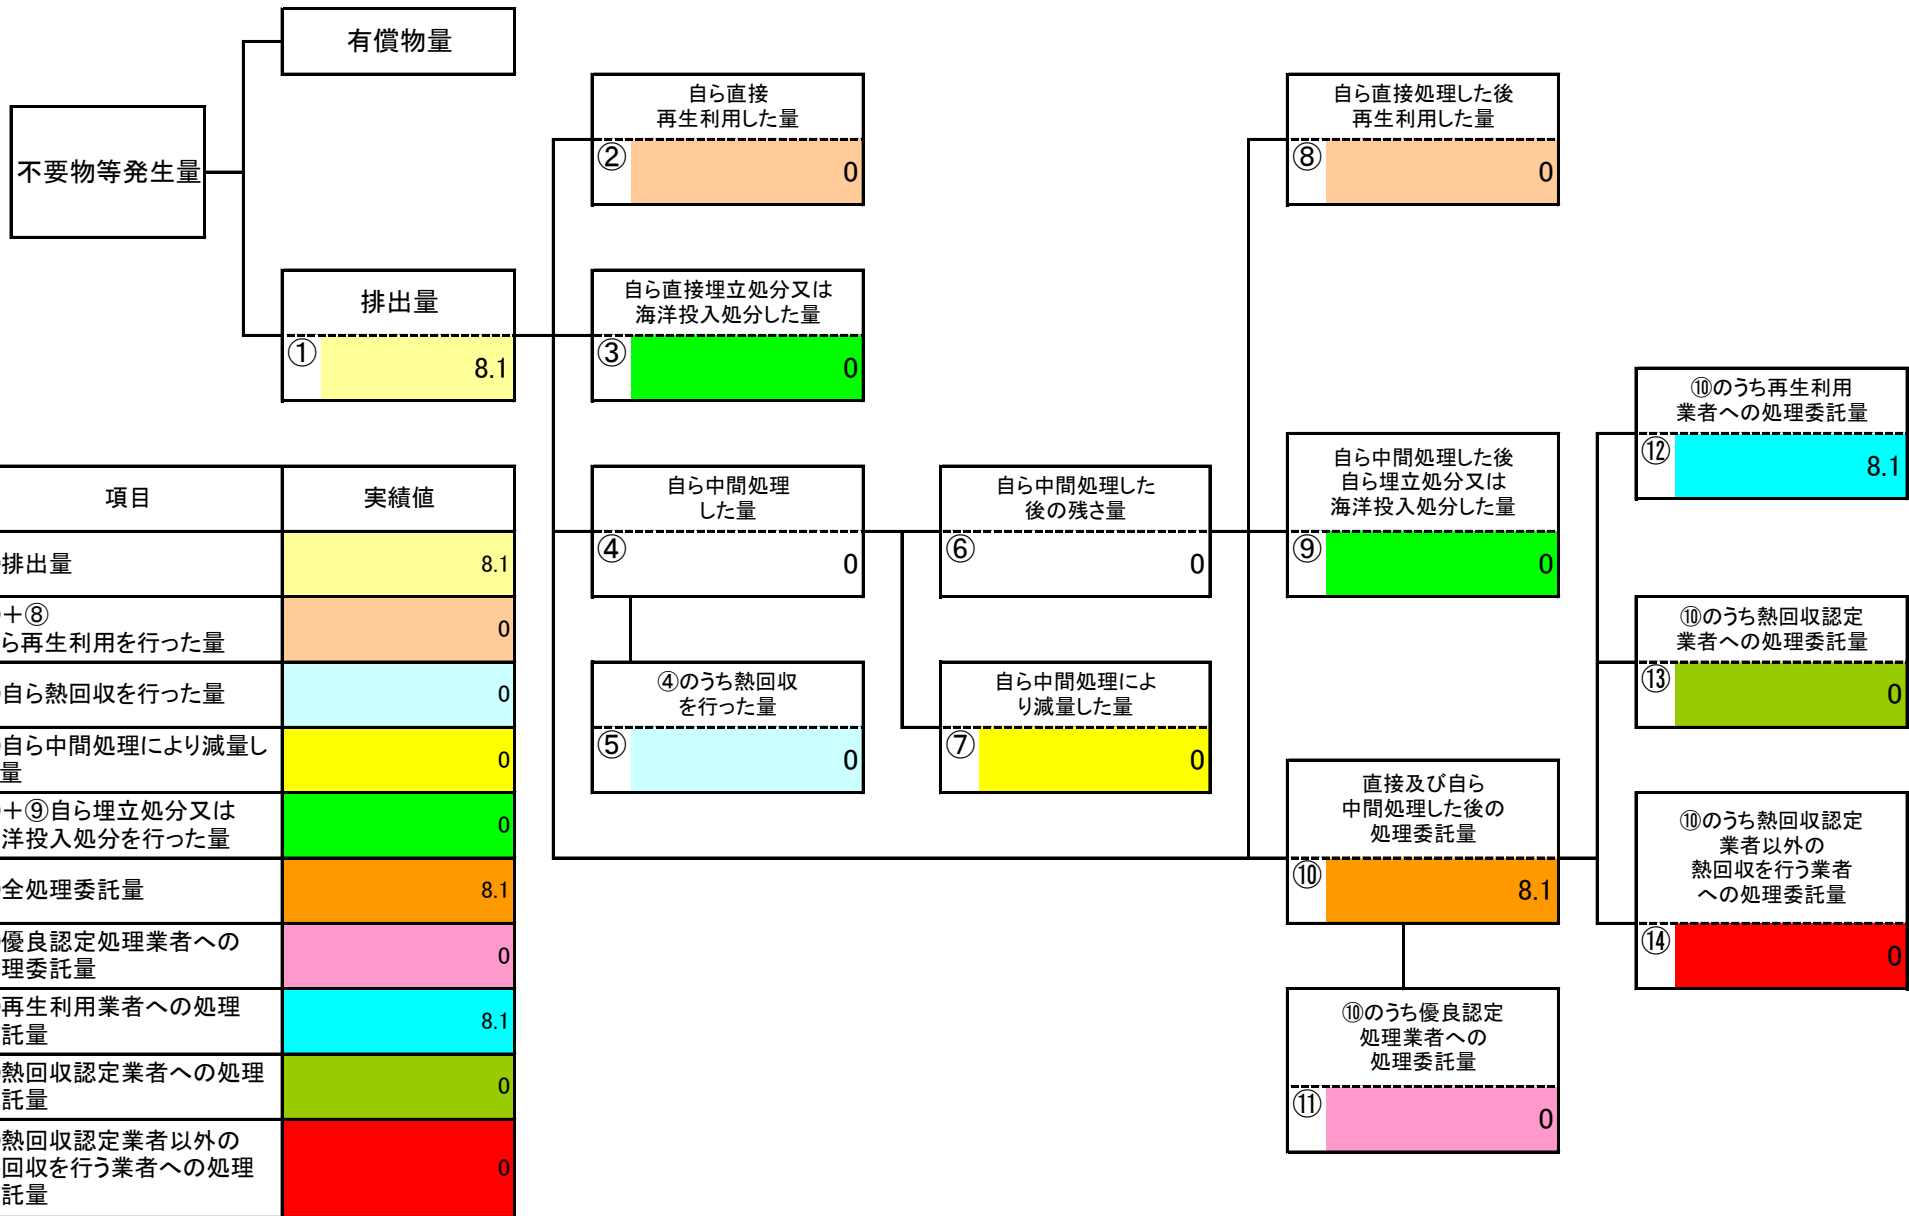 有償物量
不要物等発生量
排出量
①
8.1
自ら直接
再生利用した量
②
0
自ら直接埋立処分又は
海洋投入処分した量
③
0
自ら中間処理
した量
④
0
④のうち熱回収
を行った量
⑤
0
自ら中間処理した
後の残さ量
⑥
0
自ら中間処理によ
り減量した量
⑦
0
自ら直接処理した後
再生利用した量
⑧
0
自ら中間処理した後
自ら埋立処分又は
海洋投入処分した量
⑨
0
直接及び自ら
中間処理した後の
処理委託量
⑩
8.1
⑩のうち優良認定
処理業者への
処理委託量
⑪
0
⑩のうち再生利用
業者への処理委託量
⑫
8.1
⑩のうち熱回収認定
業者への処理委託量
⑬
0
⑩のうち熱回収認定
業者以外の
熱回収を行う業者
への処理委託量
⑭
0
項目
実績値
排出量
8.1
+⑧
ら再生利用を行った量
0
自ら熱回収を行った量
0
自ら中間処理により減量し
量
0
+⑨自ら埋立処分又は
洋投入処分を行った量
0
全処理委託量
8.1
優良認定処理業者への
理委託量
0
再生利用業者への処理
託量
8.1
熱回収認定業者への処理
託量
0
熱回収認定業者以外の
回収を行う業者への処理
託量
0